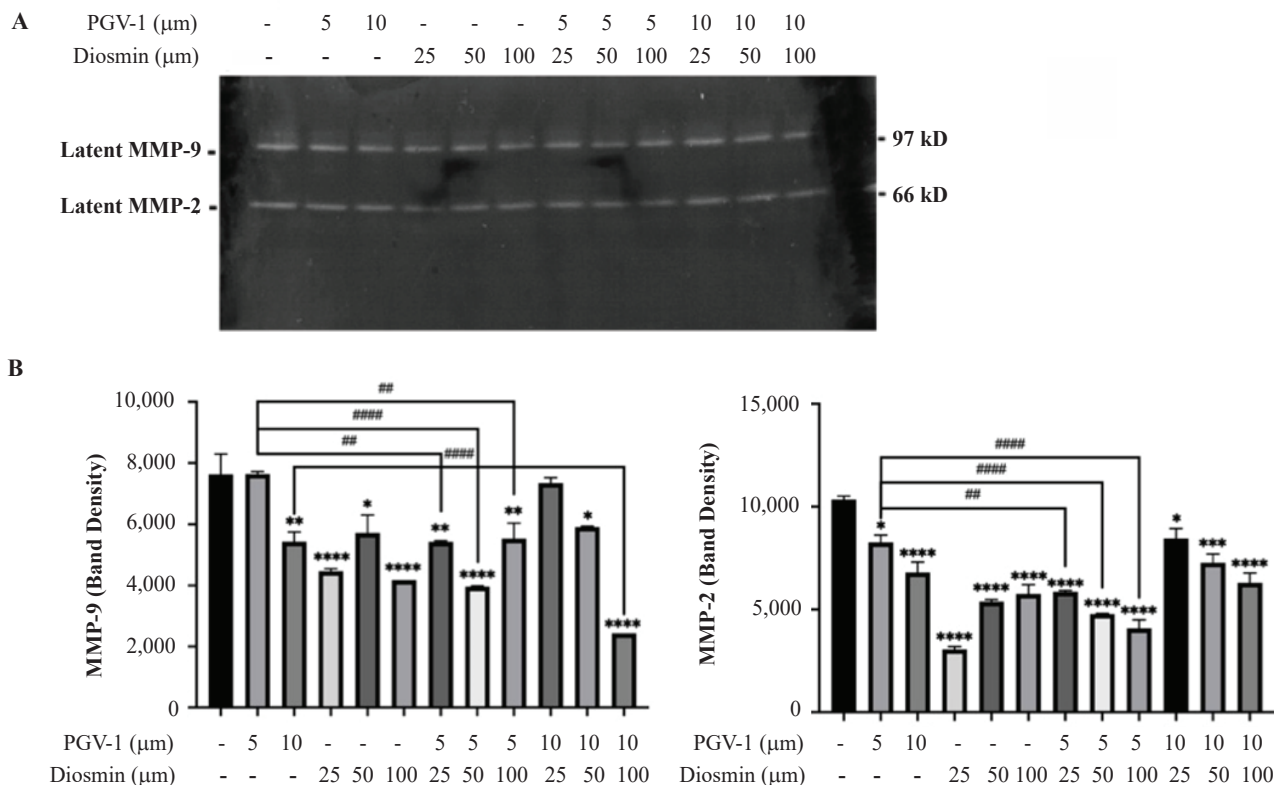 A
PGV-1 (μm) - 5 10 - - - 5 5 5 10 10 10
Diosmin (μm) - - - 25 50 100 25 50 100 25 50 100
Latent MMP-9
97 kD
Latent MMP-2
66 kD
B
MMP-9 (Band Density)
10,000
8,000
6,000
4,000
2,000
0
##
####
##
####
** **** * ** **** ** * ****
PGV-1 (μm) - 5 10 - - - 5 5 5 10 10 10
Diosmin (μm) - - - 25 50 100 25 50 100 25 50 100
MMP-2 (Band Density)
15,000
10,000
5,000
0
####
####
##
* **** **** **** **** **** **** **** * *** ****
PGV-1 (μm) - 5 10 - - - 5 5 5 10 10 10
Diosmin (μm) - - - 25 50 100 25 50 100 25 50 100